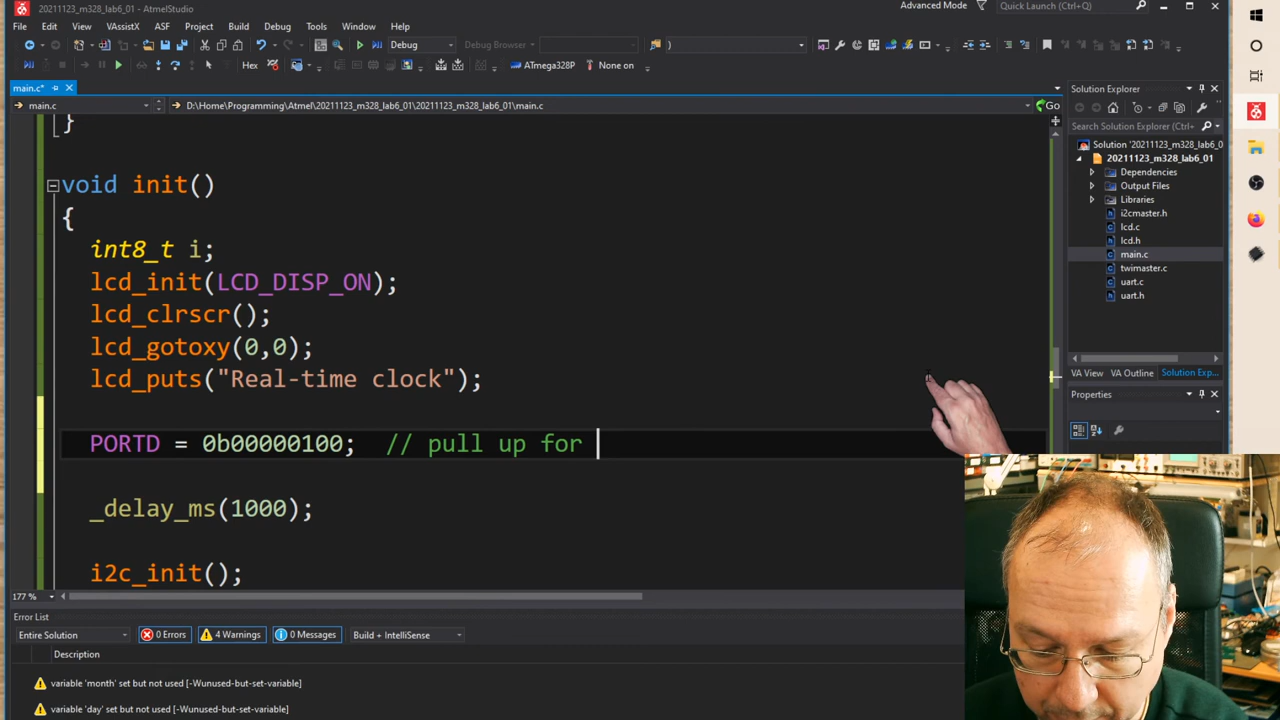 20211123_m328_lab6_01 - AtmelStudio
Advanced Mode
Quick Launch (Ctrl+Q)
File Edit View VAssistX ASF Project Build Debug Tools Window Help
Debug
Debug Browser
)
Hex
ATmega328P
None on
main.c*
main.c
D:\Home\Programming\Atmel\20211123_m328_lab6_01\20211123_m328_lab6_01\main.c
Go
}
void init()
{
int8_t i;
lcd_init(LCD_DISP_ON);
lcd_clrscr();
lcd_gotoxy(0,0);
lcd_puts("Real-time clock");
PORTD = 0b00000100; // pull up for
_delay_ms(1000);
i2c_init();
177 %
Error List
Entire Solution
0 Errors
4 Warnings
0 Messages
Build + IntelliSense
Description
variable 'month' set but not used [-Wunused-but-set-variable]
variable 'day' set but not used [-Wunused-but-set-variable]
Solution Explorer
Search Solution Explorer (Ctrl+
Solution '20211123_m328_lab6_0
20211123_m328_lab6_01
Dependencies
Output Files
Libraries
i2cmaster.h
lcd.c
lcd.h
main.c
twimaster.c
uart.c
uart.h
VA View
VA Outline
Solution Exp...
Properties